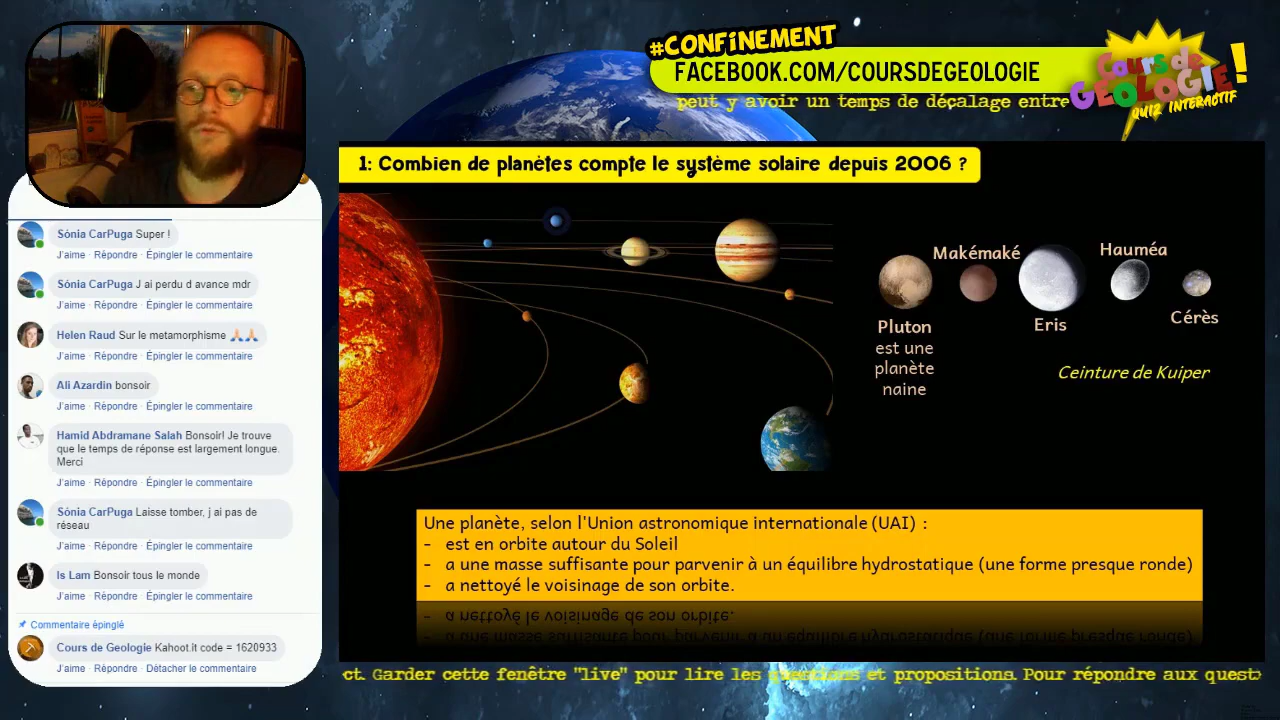 #CONFINEMENT
FACEBOOK.COM/COURSDEGEOLOGIE
Cours de
GEOLOGIE!
QUIZ INTERACTIF
peut y avoir un temps de déçalage entre
1: Combien de planètes compte le système solaire depuis 2006 ?
Sónia CarPuga Super !
J'aime · Répondre · Épingler le commentaire
Sónia CarPuga J ai perdu d avance mdr
J'aime · Répondre · Épingler le commentaire
Helen Raud Sur le metamorphisme 🙏🙏
J'aime · Répondre · Épingler le commentaire
Ali Azardin bonsoir
J'aime · Répondre · Épingler le commentaire
Hamid Abdramane Salah Bonsoir! Je trouve
que le temps de réponse est largement longue.
Merci
J'aime · Répondre · Épingler le commentaire
Sónia CarPuga Laisse tomber, j ai pas de
réseau
J'aime · Répondre · Épingler le commentaire
Is Lam Bonsoir tous le monde
J'aime · Répondre · Épingler le commentaire
Commentaire épinglé
Cours de Geologie Kahoot.it code = 1620933
J'aime · Répondre · Détacher le commentaire
Makémaké
Hauméa
Pluton
est une
planète
naine
Eris
Cérès
Ceinture de Kuiper
Une planète, selon l'Union astronomique internationale (UAI) :
- est en orbite autour du Soleil
- a une masse suffisante pour parvenir à un équilibre hydrostatique (une forme presque ronde)
- a nettoyé le voisinage de son orbite.
ct. Garder cette fenêtre "live" pour lire les questions et propositions. Pour répondre aux quest